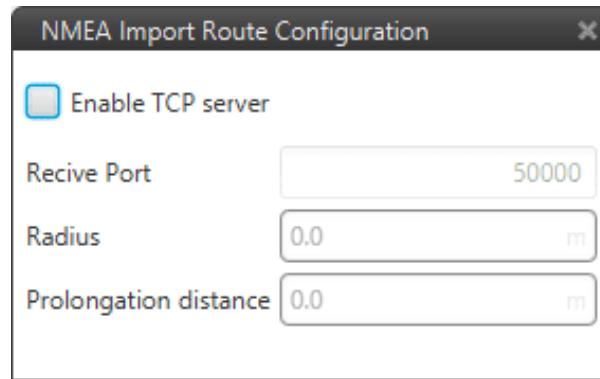 NMEA Import Route Configuration
Enable TCP server
Recive Port 50000
Radius 0.0 m
Prolongation distance 0.0 m